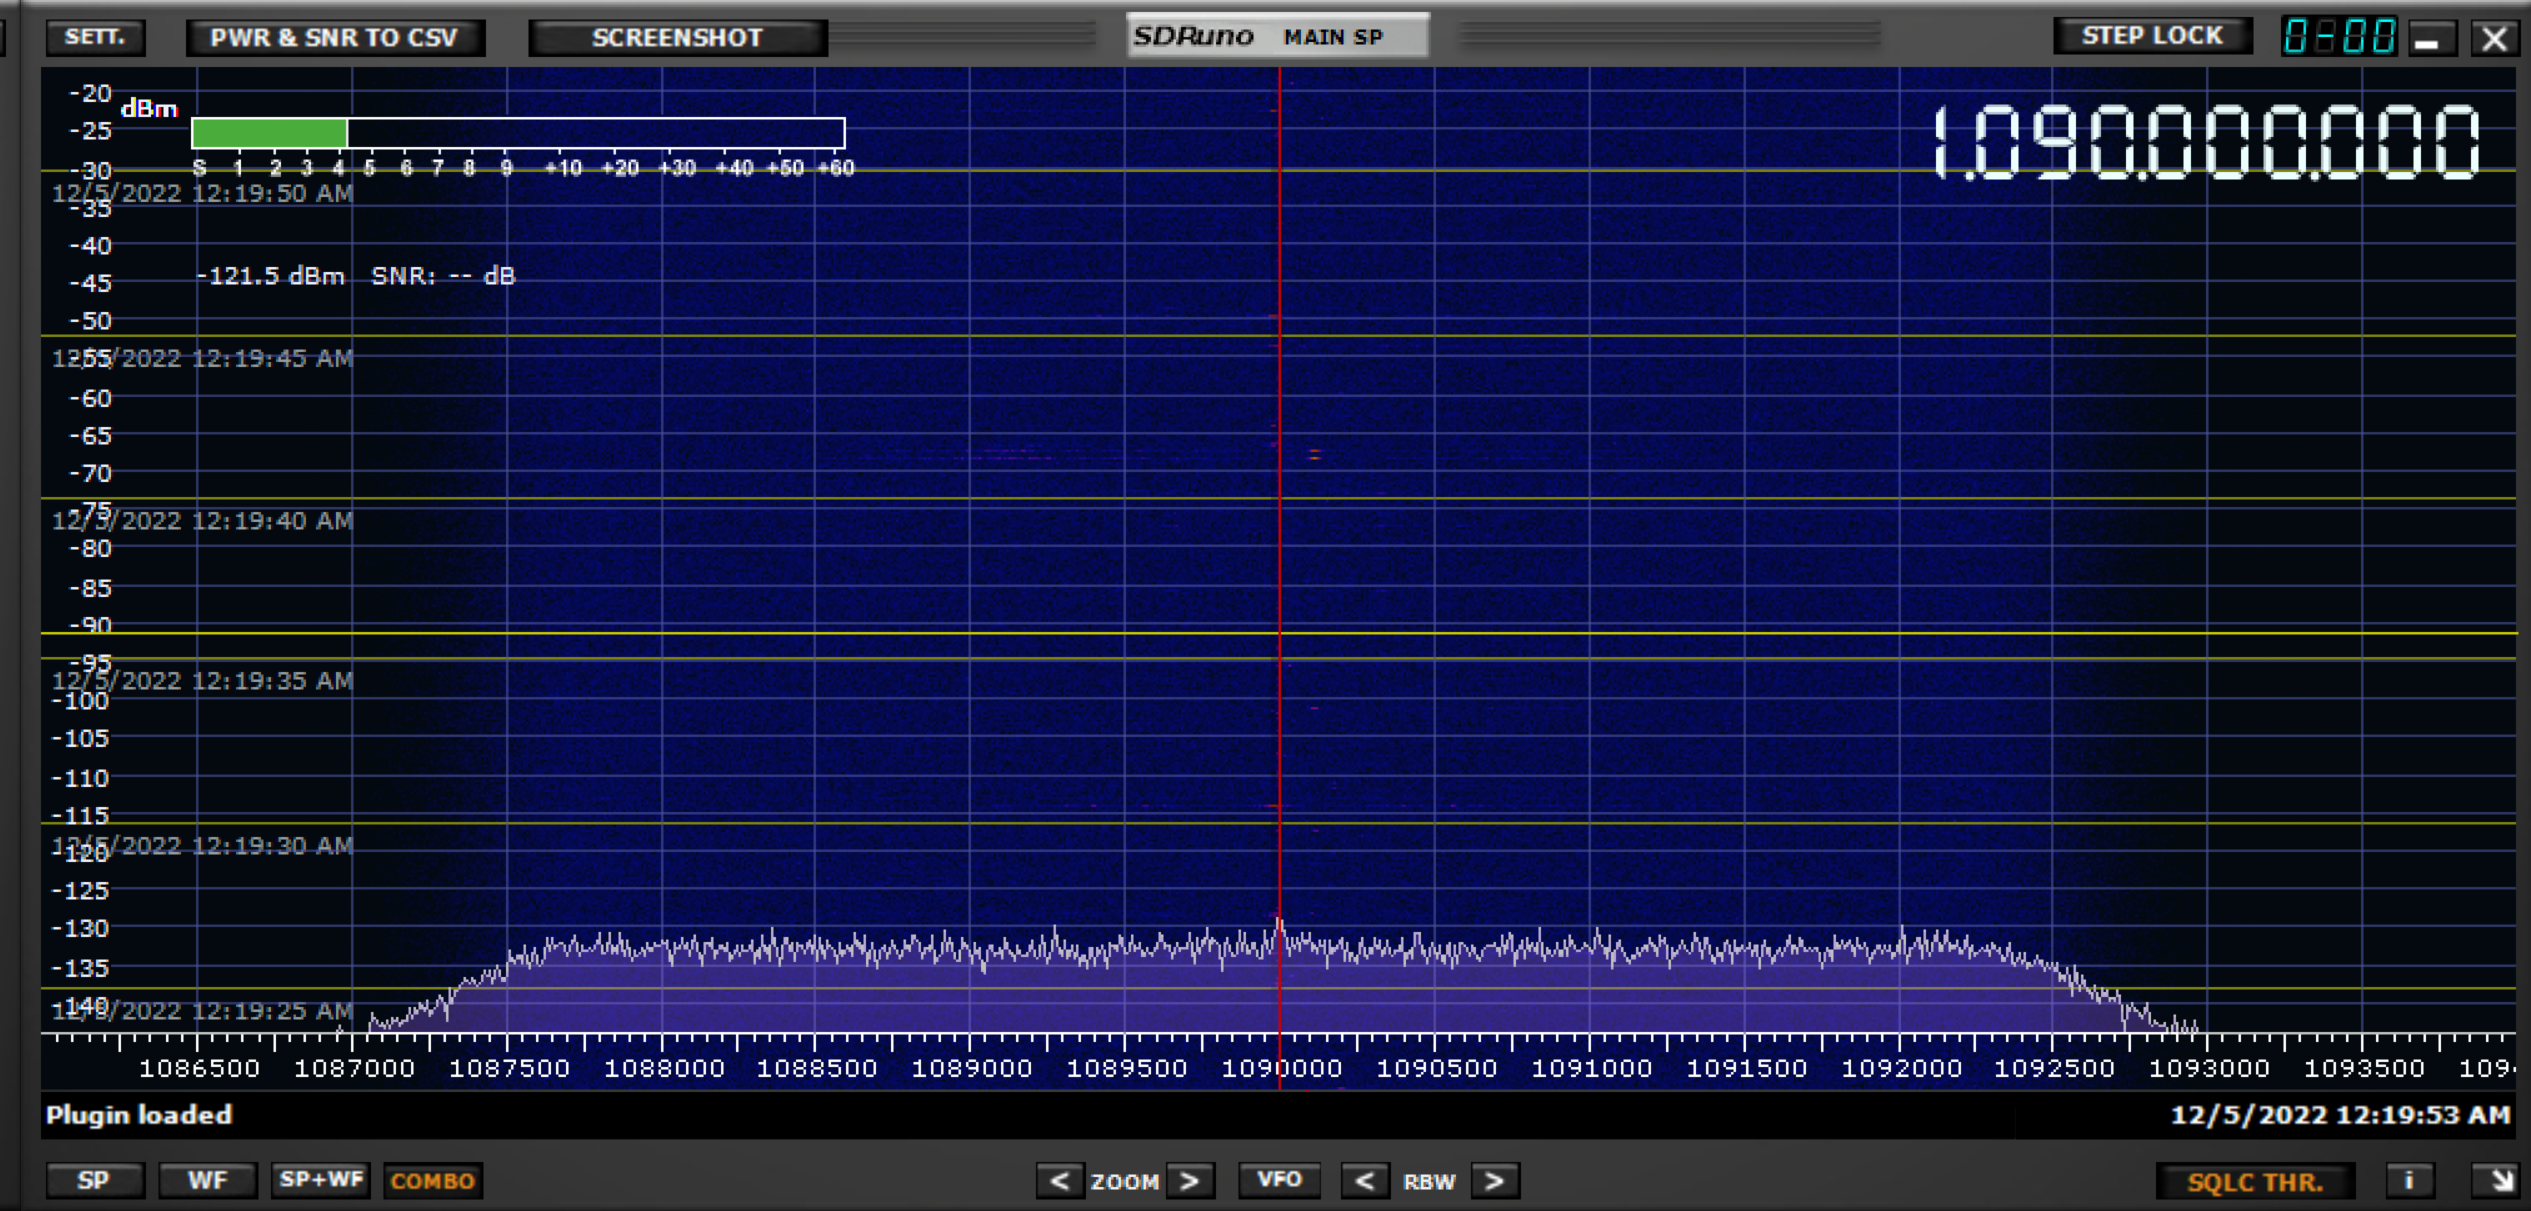 SETT. PWR & SNR TO CSV SCREENSHOT SDRuno MAIN SP STEP LOCK 0-00
-20 dBm
-25
1.090.000.000
S 1 2 3 4 5 6 7 8 9 +10 +20 +30 +40 +50 +60
-30
12/5/2022 12:19:50 AM
-35
-40
-121.5 dBm SNR: -- dB
-45
-50
-55
12/5/2022 12:19:45 AM
-60
-65
-70
-75
12/5/2022 12:19:40 AM
-80
-85
-90
-95
12/5/2022 12:19:35 AM
-100
-105
-110
-115
12/5/2022 12:19:30 AM
-120
-125
-130
-135
-140
12/5/2022 12:19:25 AM
1086500 1087000 1087500 1088000 1088500 1089000 1089500 1090000 1090500 1091000 1091500 1092000 1092500 1093000 1093500 109
Plugin loaded 12/5/2022 12:19:53 AM
SP WF SP+WF COMBO < ZOOM > VFO < RBW > SQLC THR. i